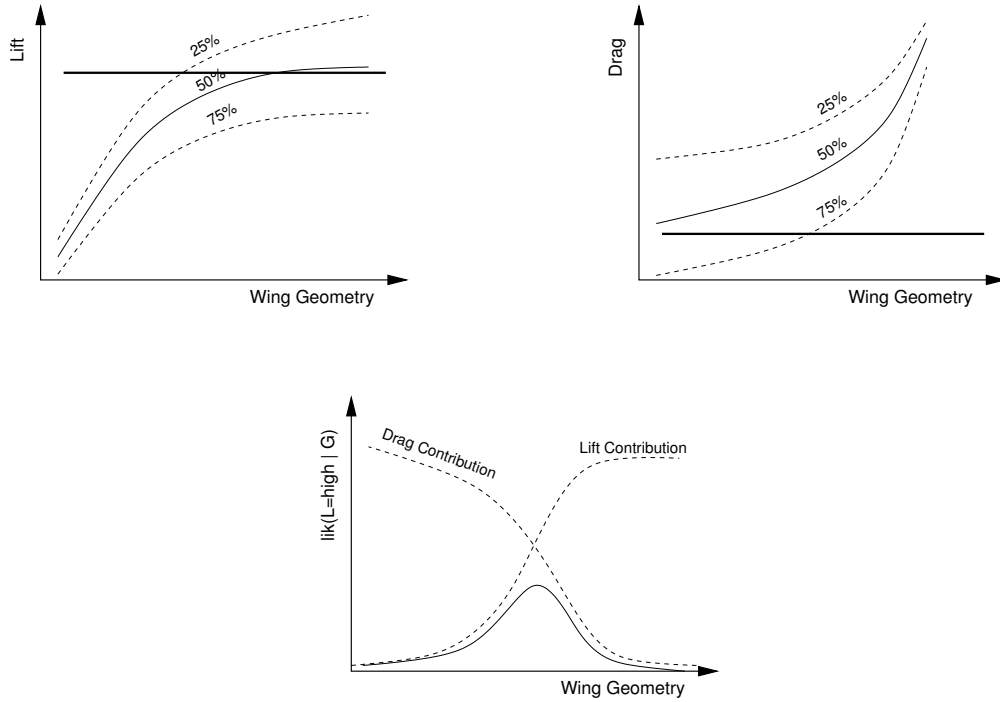 Lift
25%
50%
75%
Wing Geometry
Drag
25%
50%
75%
Wing Geometry
lik(L=high | G)
Drag Contribution
Lift Contribution
Wing Geometry